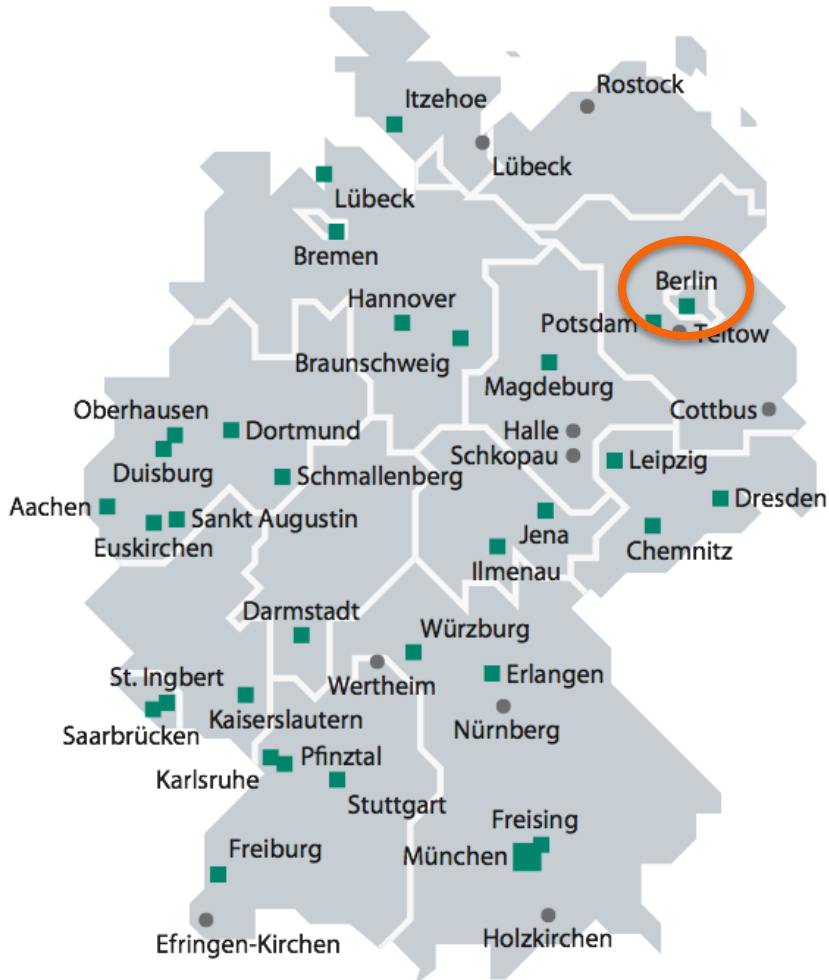 Rostock
Itzehoe
Lübeck
Lübeck
Bremen
Berlin
Hannover
Potsdam
Teltow
Braunschweig
Magdeburg
Oberhausen
Cottbus
Dortmund
Halle
Schkopau
Leipzig
Duisburg
Schmallenberg
Dresden
Aachen
Sankt Augustin
Jena
Euskirchen
Chemnitz
Ilmenau
Darmstadt
Würzburg
St. Ingbert
Erlangen
Wertheim
Kaiserslautern
Nürnberg
Saarbrücken
Pfinztal
Karlsruhe
Stuttgart
Freising
Freiburg
München
Holzkirchen
Efringen-Kirchen